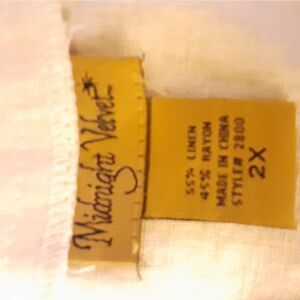 Midnight Velvet
55% LINEN
45% RAYON
MADE IN CHINA
STYLE# 2800
2X